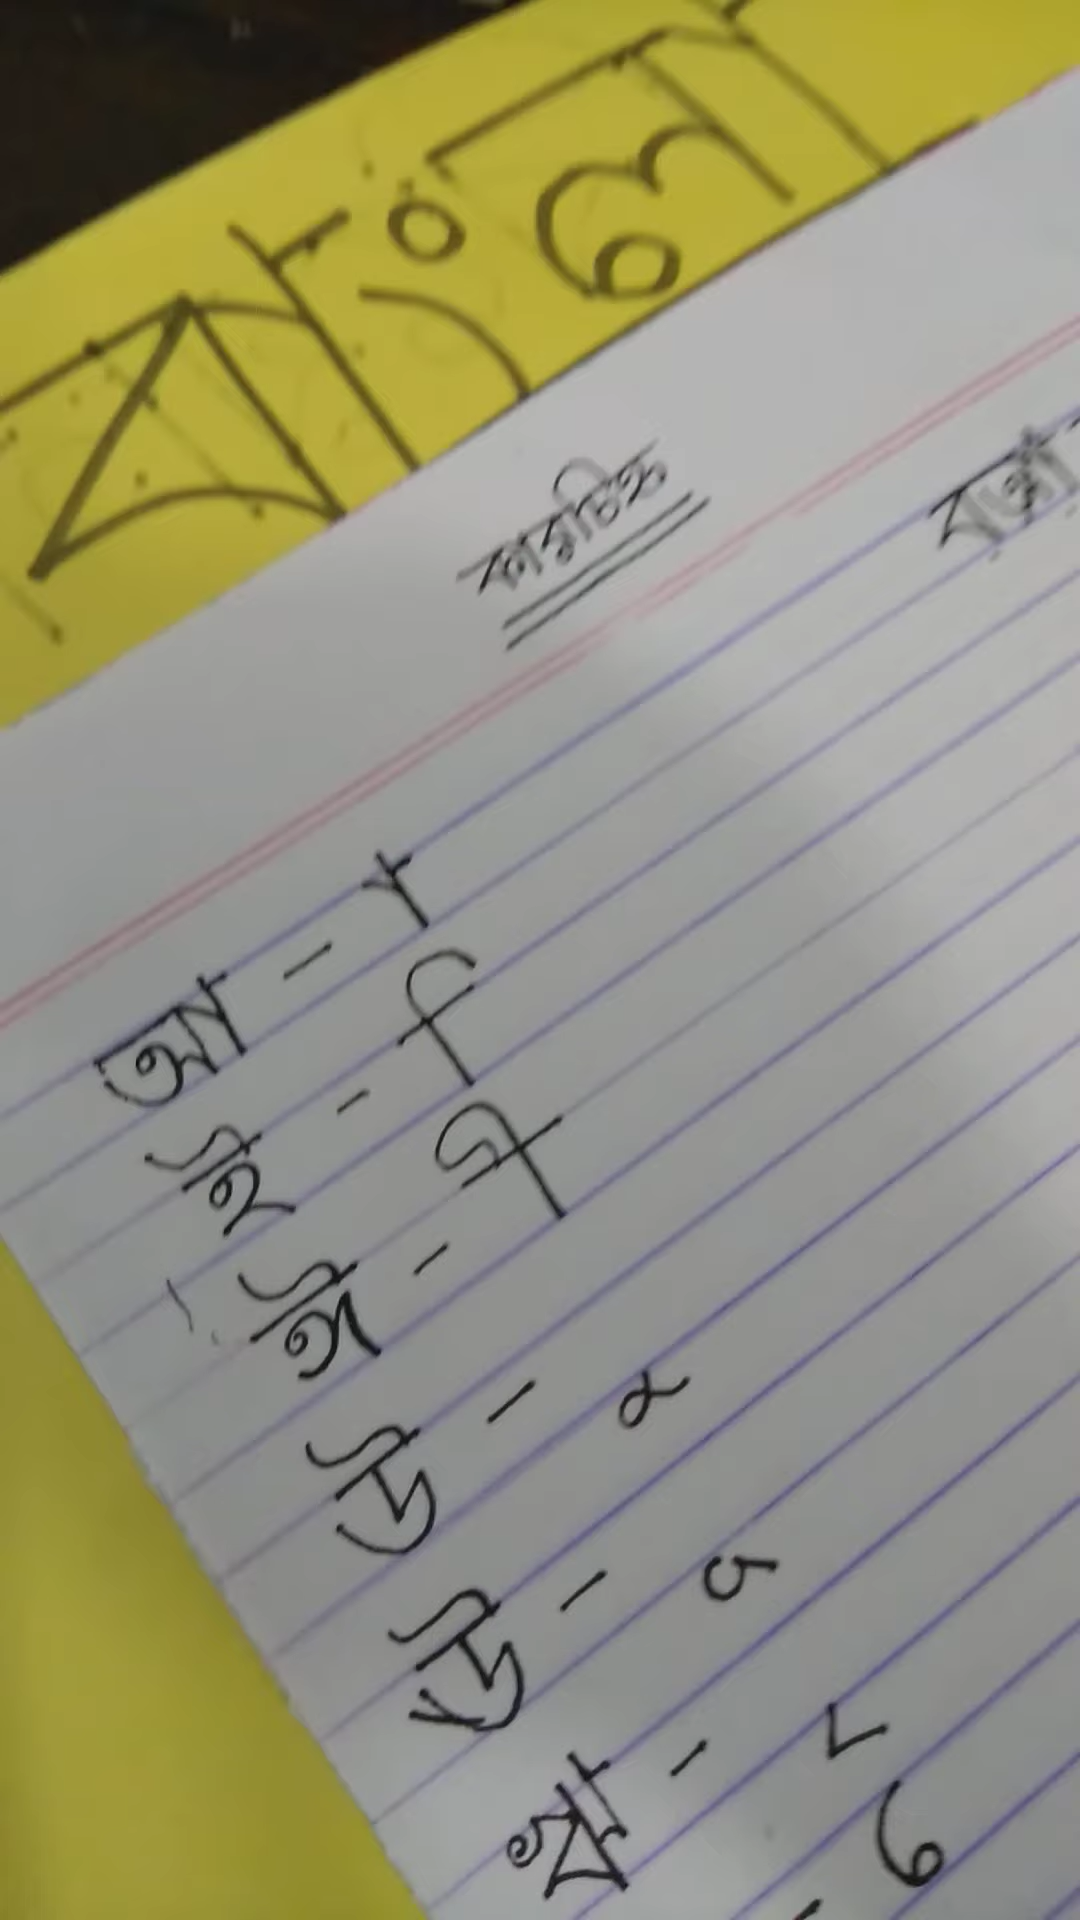 বাংলা
কারচিহ্ন
আ - া
ই - ি
ঈ - ী
উ - ু
ঊ - ূ
ঋ - ৃ
- ে